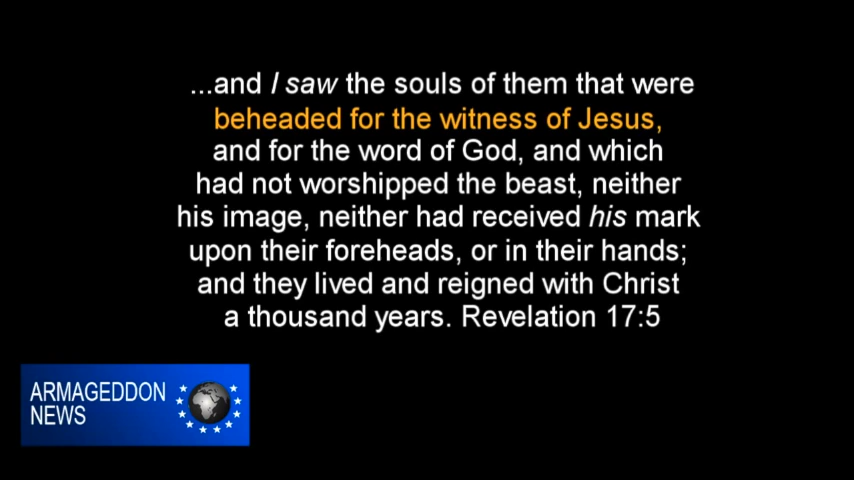 ...and I saw the souls of them that were
beheaded for the witness of Jesus,
and for the word of God, and which
had not worshipped the beast, neither
his image, neither had received his mark
upon their foreheads, or in their hands;
and they lived and reigned with Christ
a thousand years. Revelation 17:5
ARMAGEDDON
NEWS